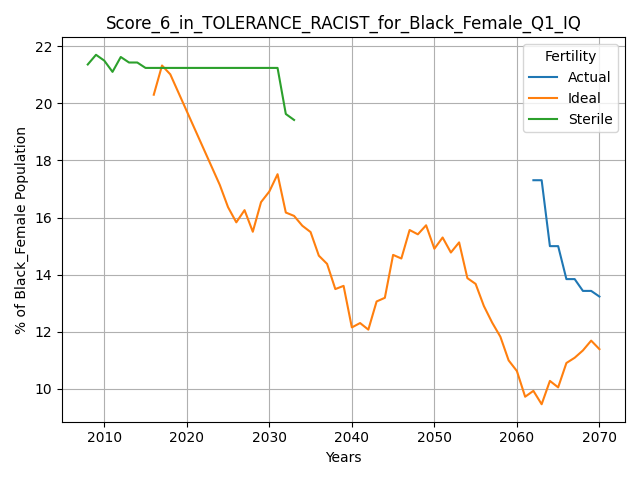 Score_6_in_TOLERANCE_RACIST_for_Black_Female_Q1_IQ
Fertility
Actual
Ideal
Sterile
% of Black_Female Population
22
20
18
16
14
12
10
2010 2020 2030 2040 2050 2060 2070
Years